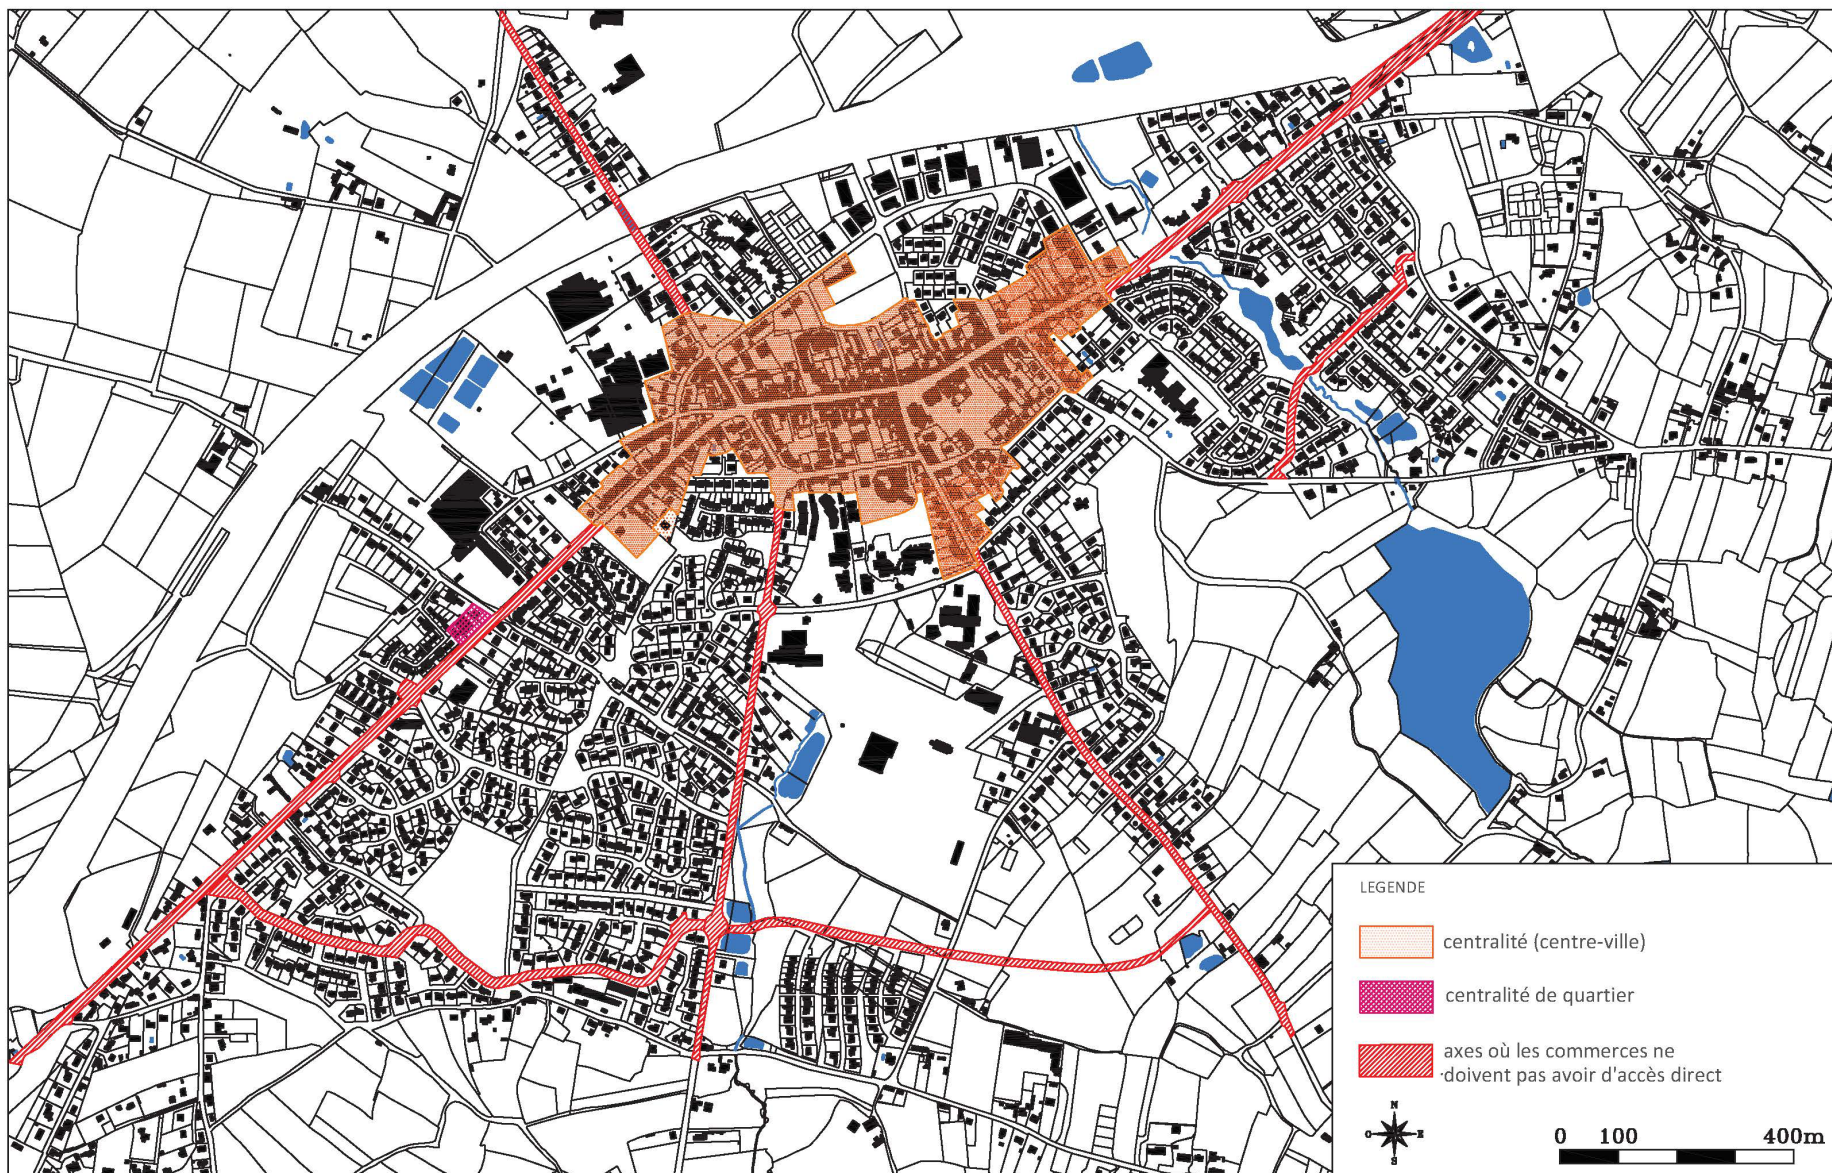 LEGENDE
centralité (centre-ville)
centralité de quartier
axes où les commerces ne
doivent pas avoir d'accès direct
N
O E
S
0 100 400m